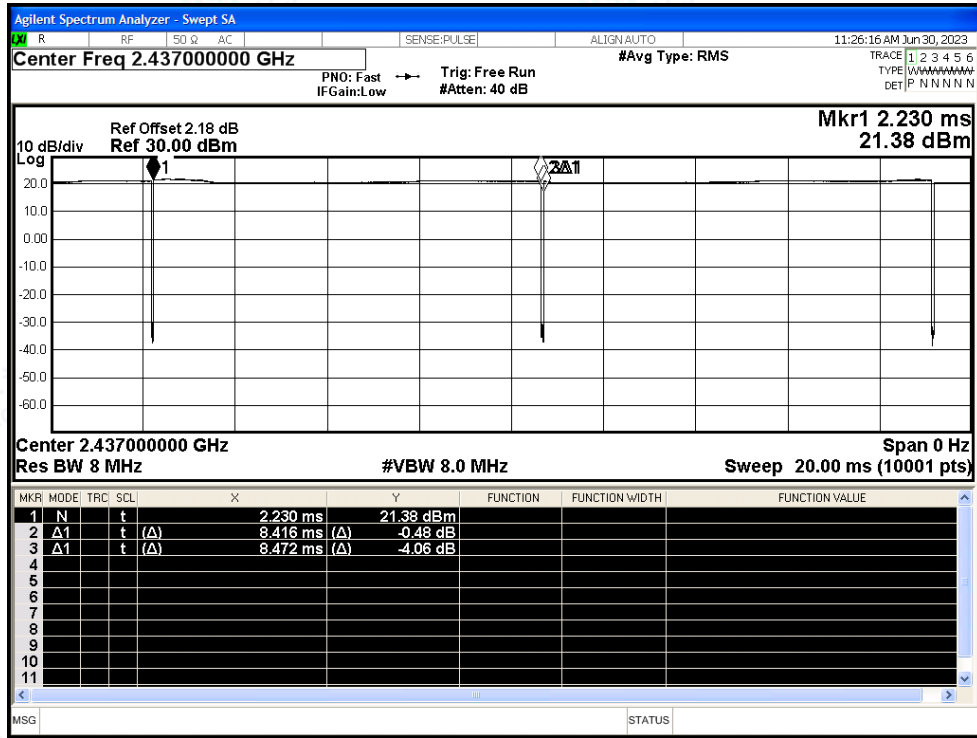 Agilent Spectrum Analyzer - Swept SA
LXI R RF 50 Ω AC SENSE:PULSE ALIGN AUTO 11:26:16 AM Jun 30, 2023
Center Freq 2.437000000 GHz
PNO: Fast
IFGain:Low
Trig: Free Run
#Atten: 40 dB
#Avg Type: RMS
TRACE 1 2 3 4 5 6
TYPE WWWWWW
DET P N N N N N
Mkr1 2.230 ms
21.38 dBm
Ref Offset 2.18 dB
10 dB/div Ref 30.00 dBm
Log
1
3Δ1
20.0
10.0
0.00
-10.0
-20.0
-30.0
-40.0
-50.0
-60.0
Center 2.437000000 GHz Span 0 Hz
Res BW 8 MHz #VBW 8.0 MHz Sweep 20.00 ms (10001 pts)
MKR MODE TRC SCL X Y FUNCTION FUNCTION WIDTH FUNCTION VALUE
1 N t 2.230 ms 21.38 dBm
2 Δ1 t (Δ) 8.416 ms (Δ) -0.48 dB
3 Δ1 t (Δ) 8.472 ms (Δ) -4.06 dB
4
5
6
7
8
9
10
11
MSG STATUS